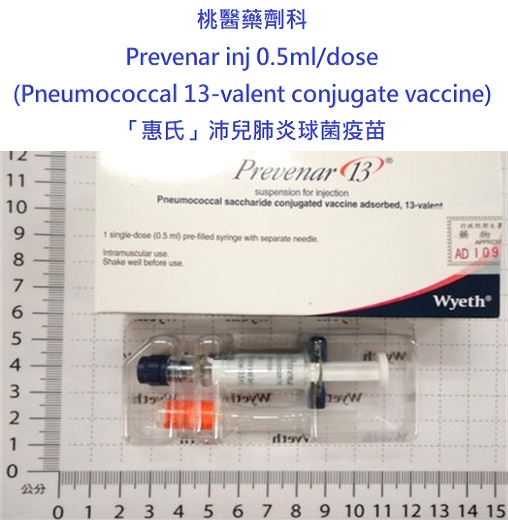 桃醫藥劑科
Prevenar inj 0.5ml/dose
(Pneumococcal 13-valent conjugate vaccine)
「惠氏」沛兒肺炎球菌疫苗
Prevenar 13®
suspension for injection
Pneumococcal saccharide conjugated vaccine adsorbed, 13-valent
1 single-dose (0.5 ml) pre-filled syringe with separate needle.
Intramuscular use.
Shake well before use.
藥 物
AD 109
Wyeth®
12
11
10
9
8
7
6
5
4
3
2
1
0
公分
0 1 2 3 4 5 6 7 8 9 10 11 12 13 14 15